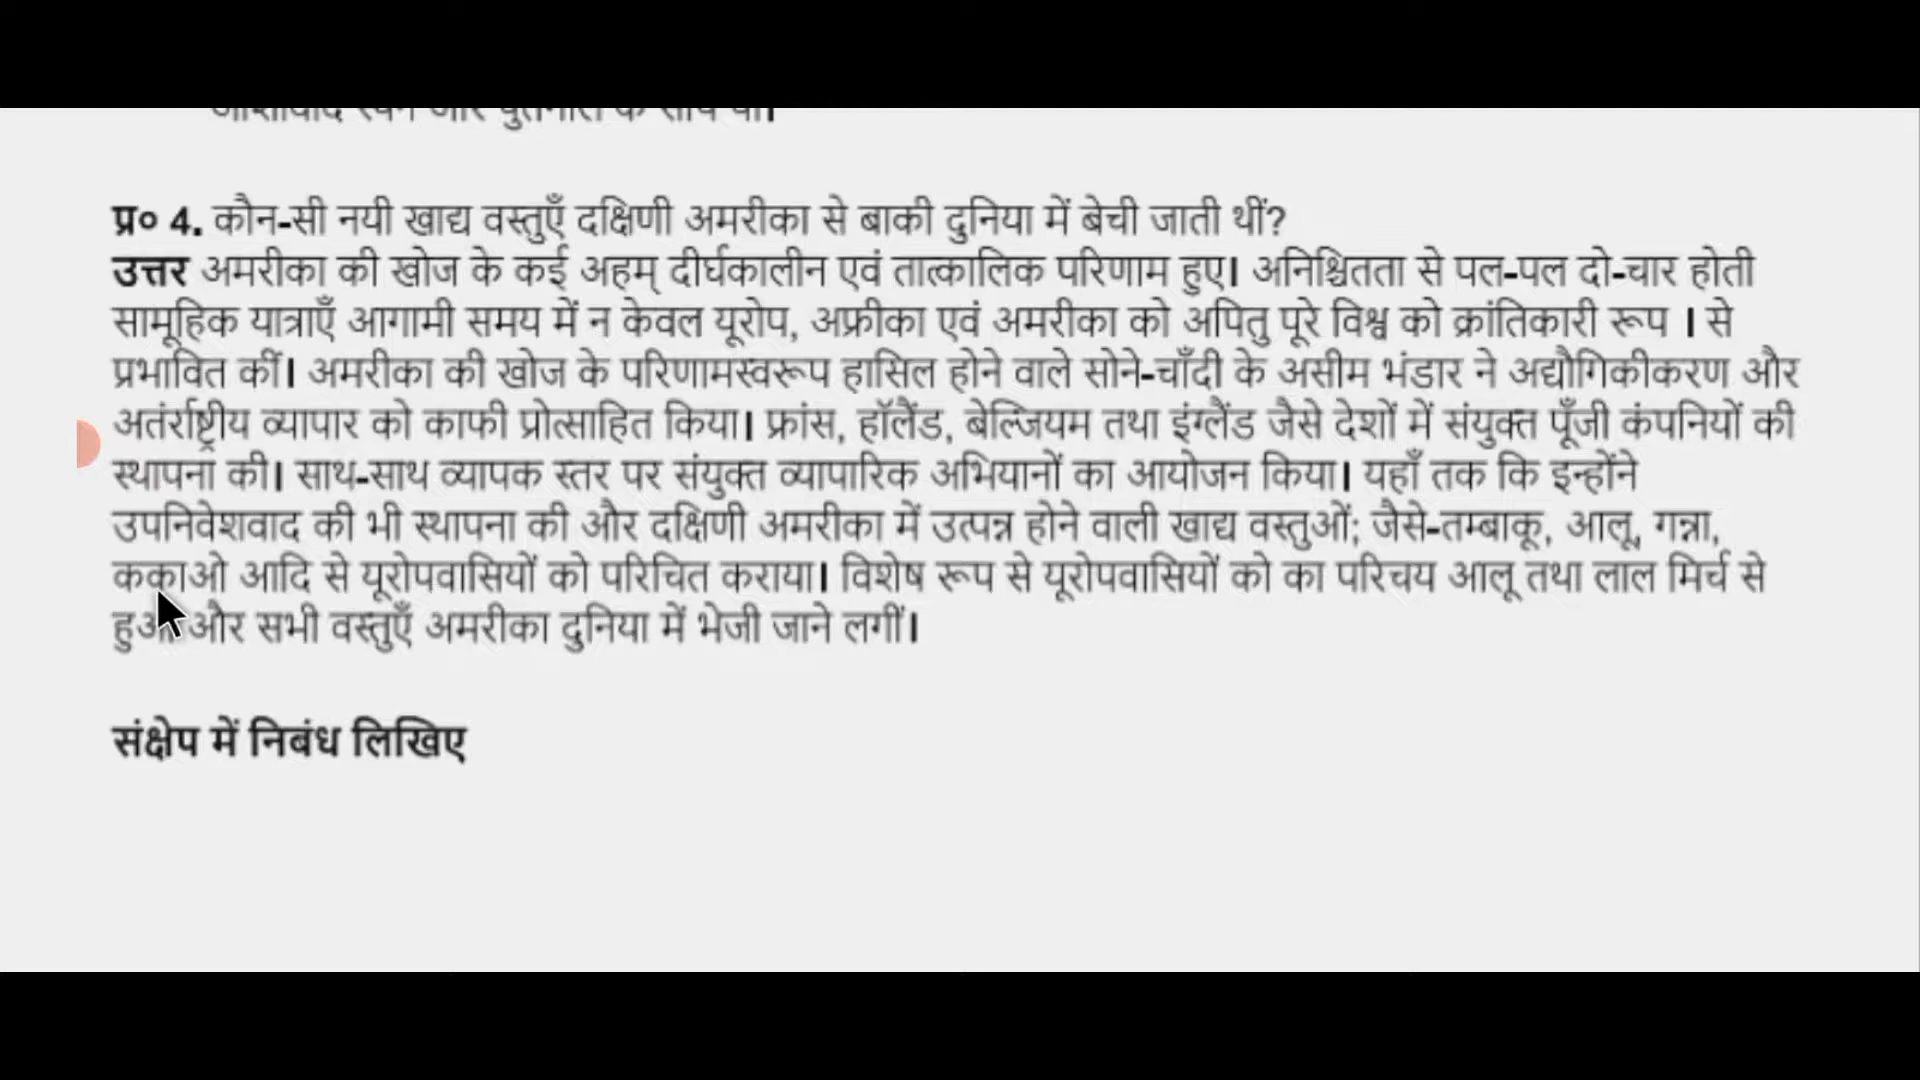 प्र० 4. कौन-सी नयी खाद्य वस्तुएँ दक्षिणी अमरीका से बाकी दुनिया में बेची जाती थीं?
उत्तर अमरीका की खोज के कई अहम् दीर्घकालीन एवं तात्कालिक परिणाम हुए। अनिश्चितता से पल-पल दो-चार होती
सामूहिक यात्राएँ आगामी समय में न केवल यूरोप, अफ्रीका एवं अमरीका को अपितु पूरे विश्व को क्रांतिकारी रूप । से
प्रभावित कीं। अमरीका की खोज के परिणामस्वरूप हासिल होने वाले सोने-चाँदी के असीम भंडार ने अद्यौगिकीकरण और
अतंर्राष्ट्रीय व्यापार को काफी प्रोत्साहित किया। फ्रांस, हॉलैंड, बेल्जियम तथा इंग्लैंड जैसे देशों में संयुक्त पूँजी कंपनियों की
स्थापना की। साथ-साथ व्यापक स्तर पर संयुक्त व्यापारिक अभियानों का आयोजन किया। यहाँ तक कि इन्होंने
उपनिवेशवाद की भी स्थापना की और दक्षिणी अमरीका में उत्पन्न होने वाली खाद्य वस्तुओं; जैसे-तम्बाकू, आलू, गन्ना,
ककाओ आदि से यूरोपवासियों को परिचित कराया। विशेष रूप से यूरोपवासियों को का परिचय आलू तथा लाल मिर्च से
हुआ और सभी वस्तुएँ अमरीका दुनिया में भेजी जाने लगीं।
संक्षेप में निबंध लिखिए